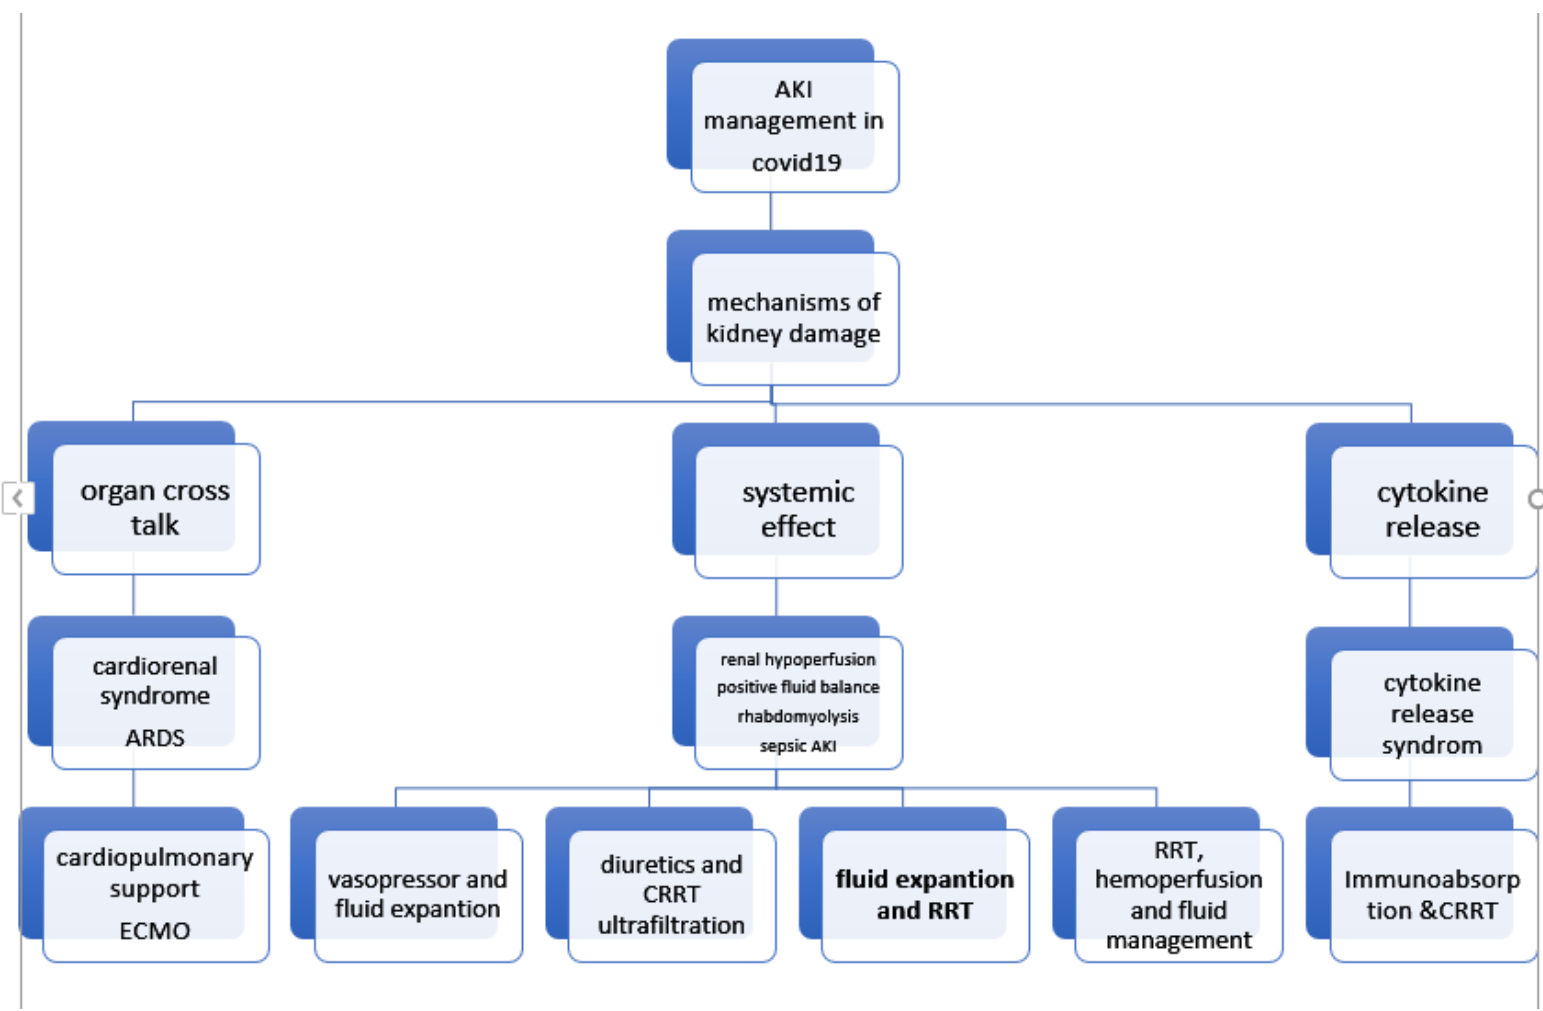 AKI
management in
covid19
mechanisms of
kidney damage
organ cross
talk
systemic
effect
cytokine
release
cardiorenal
syndrome
ARDS
renal hypoperfusion
positive fluid balance
rhabdomyolysis
sepsic AKI
cytokine
release
syndrom
cardiopulmonary
support
ECMO
vasopressor and
fluid expantion
diuretics and
CRRT
ultrafiltration
fluid expantion
and RRT
RRT,
hemoperfusion
and fluid
management
Immunoabsorp
tion &CRRT